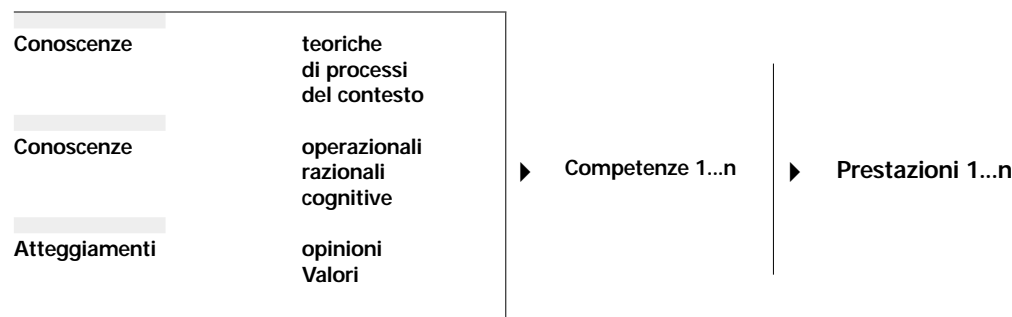 Conoscenze teoriche
di processi
del contesto
Conoscenze operazionali
razionali
cognitive
Atteggiamenti opinioni
Valori
Competenze 1...n
Prestazioni 1...n